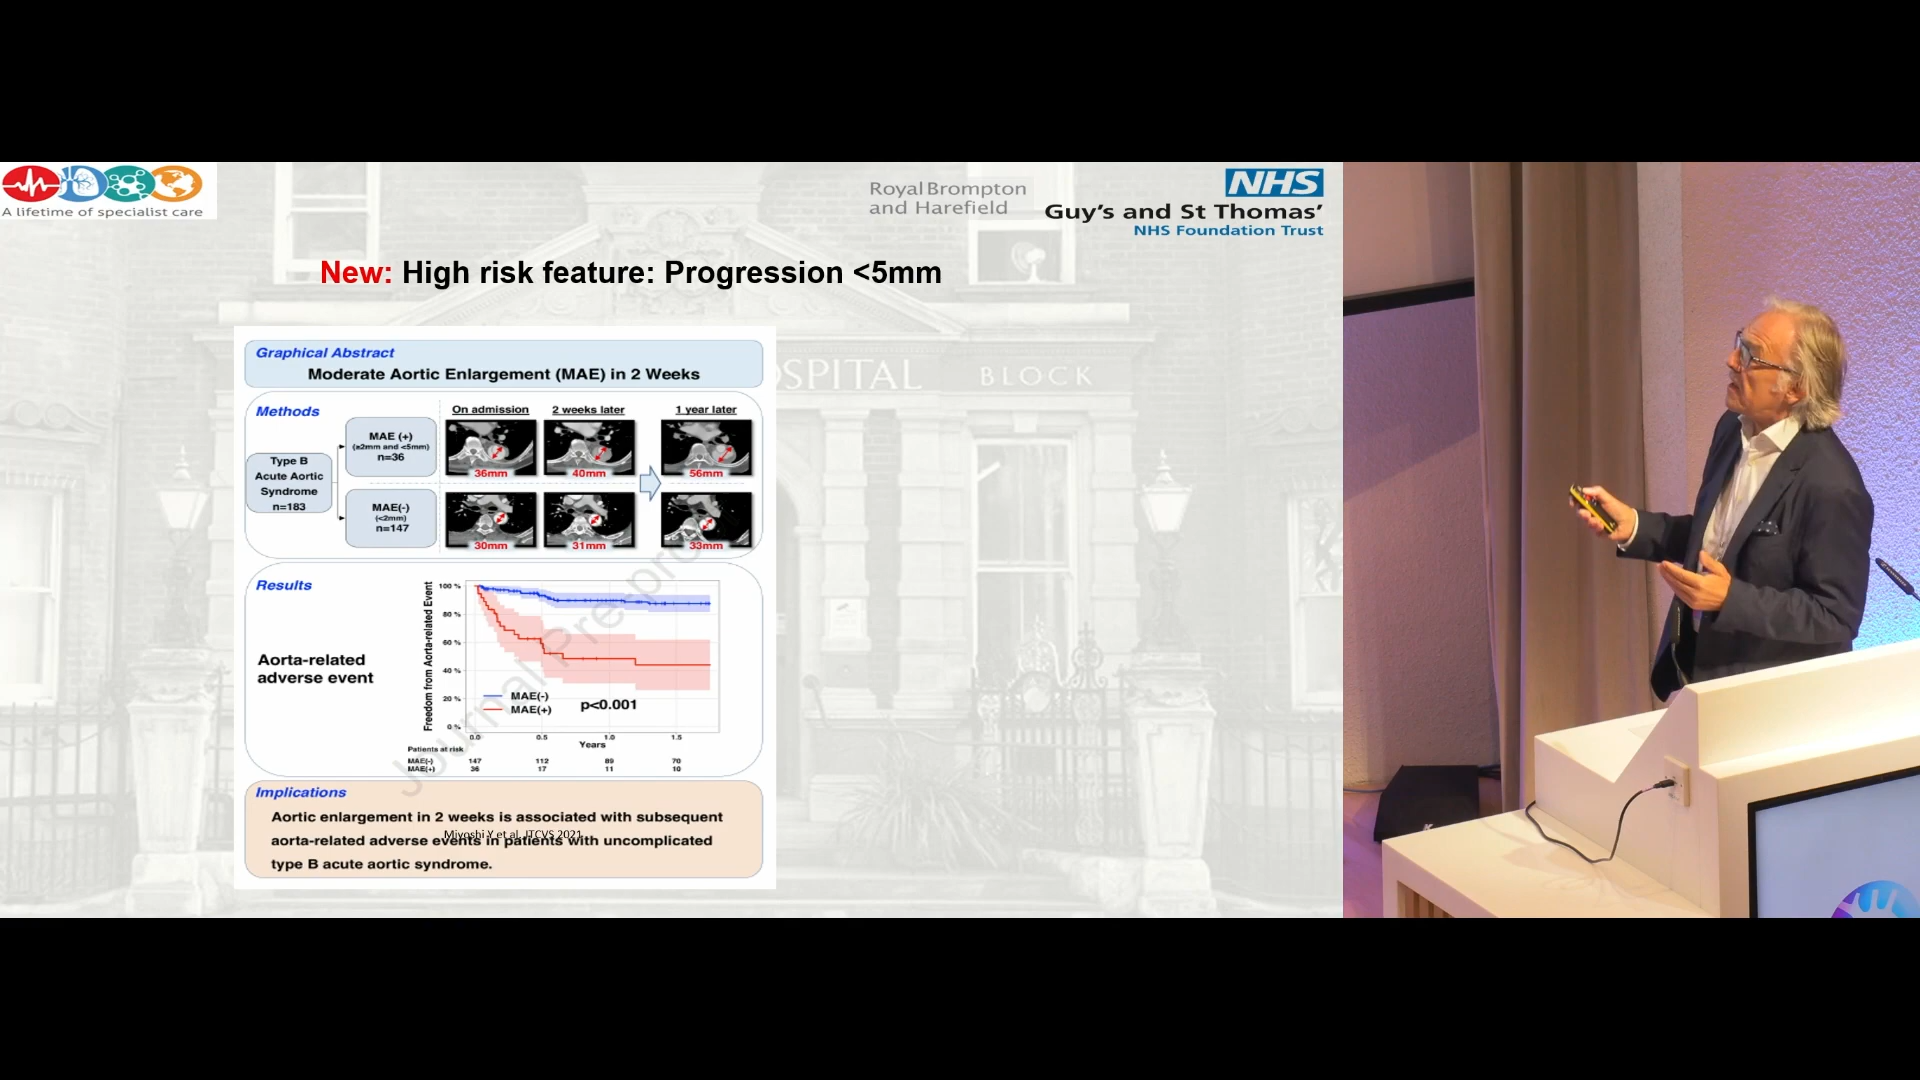 A lifetime of specialist care
Royal Brompton
and Harefield
NHS
Guy's and St Thomas'
NHS Foundation Trust
New: High risk feature: Progression <5mm
HOSPITAL BLOCK
Graphical Abstract
Moderate Aortic Enlargement (MAE) in 2 Weeks
Methods
On admission 2 weeks later 1 year later
Type B
Acute Aortic
Syndrome
n=183
MAE (+)
(≥2mm and <5mm)
n=36
36mm 40mm 56mm
MAE(-)
(<2mm)
n=147
30mm 31mm 33mm
Results
Aorta-related
adverse event
Freedom from Aorta-related Event
100 %
80 %
60 %
40 %
20 %
0 %
MAE(-)
MAE(+)
p<0.001
0.0 0.5 1.0 1.5
Years
Patients at risk
MAE(-) 147 112 89 70
MAE(+) 36 17 11 10
Journal Pre-proof
Implications
Aortic enlargement in 2 weeks is associated with subsequent
Miyoshi Y et al. JTCVS 2021
aorta-related adverse events in patients with uncomplicated
type B acute aortic syndrome.